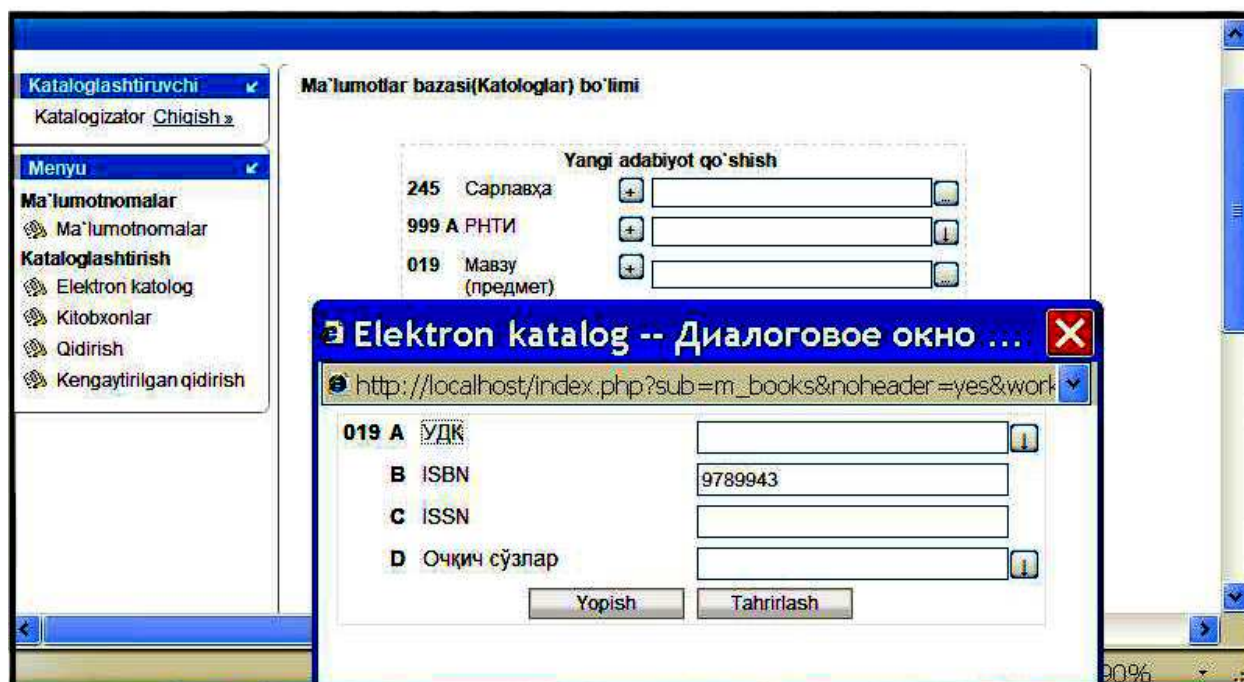 Kataloglashtiruvchi
Katalogizator Chiqish »
Menyu
Ma`lumotnomalar
Ma`lumotnomalar
Kataloglashtirish
Elektron katolog
Kitobxonlar
Qidirish
Kengaytirilgan qidirish
Ma`lumotlar bazasi(Katologlar) bo`limi
Yangi adabiyot qo`shish
245 Сарлавҳа + ...
999 A РНТИ + ↓
019 Мавзу + ...
(предмет)
Elektron katalog -- Диалоговое окно ...
http://localhost/index.php?sub=m_books&noheader=yes&work
019 A УДК ↓
B ISBN 9789943
C ISSN
D Очқич сўзлар ↓
Yopish Tahrirlash
90%